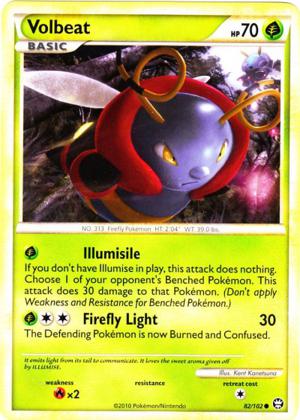 Volbeat
HP 70
BASIC
NO. 313 Firefly Pokémon HT: 2'04" WT: 39.0 lbs.
Illumisile
If you don't have Illumise in play, this attack does nothing.
Choose 1 of your opponent's Benched Pokémon. This
attack does 30 damage to that Pokémon. (Don't apply
Weakness and Resistance for Benched Pokémon.)
Firefly Light 30
The Defending Pokémon is now Burned and Confused.
It emits light from its tail to communicate. It loves the sweet aroma given off
by ILLUMISE.
Illus. Kent Kanetsuna
weakness resistance retreat cost
×2
©2010 Pokémon/Nintendo
82/102